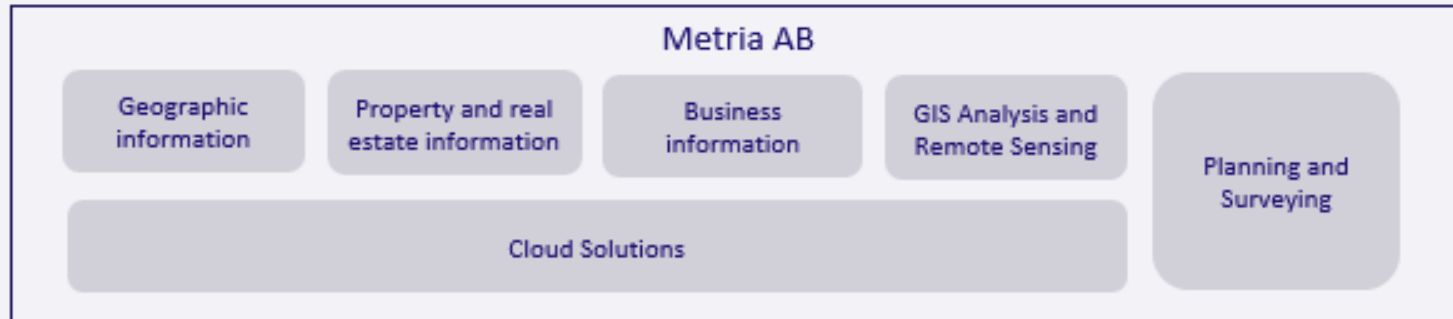 Metria AB
Geographic
information
Property and real
estate information
Business
information
GIS Analysis and
Remote Sensing
Planning and
Surveying
Cloud Solutions